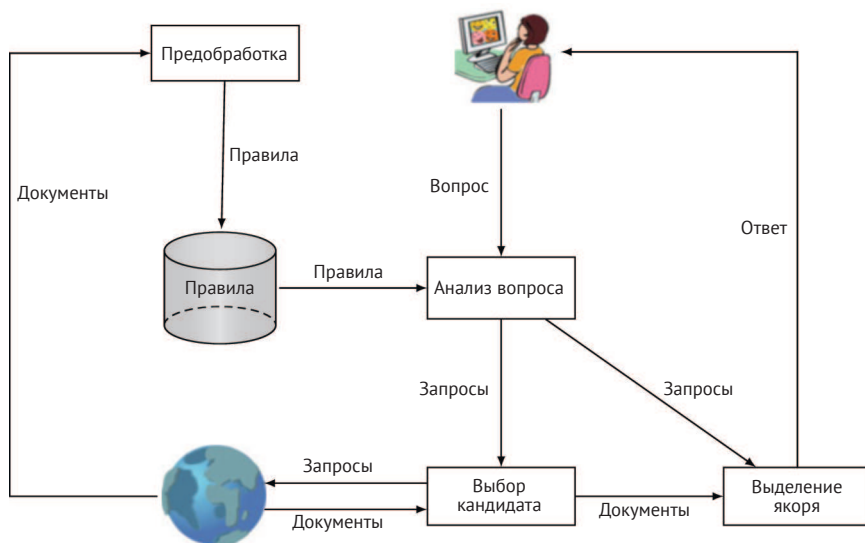 Предобработка
Правила
Документы
Вопрос
Ответ
Правила
Правила
Анализ вопроса
Запросы
Запросы
Запросы
Документы
Выбор
кандидата
Документы
Выделение
якоря